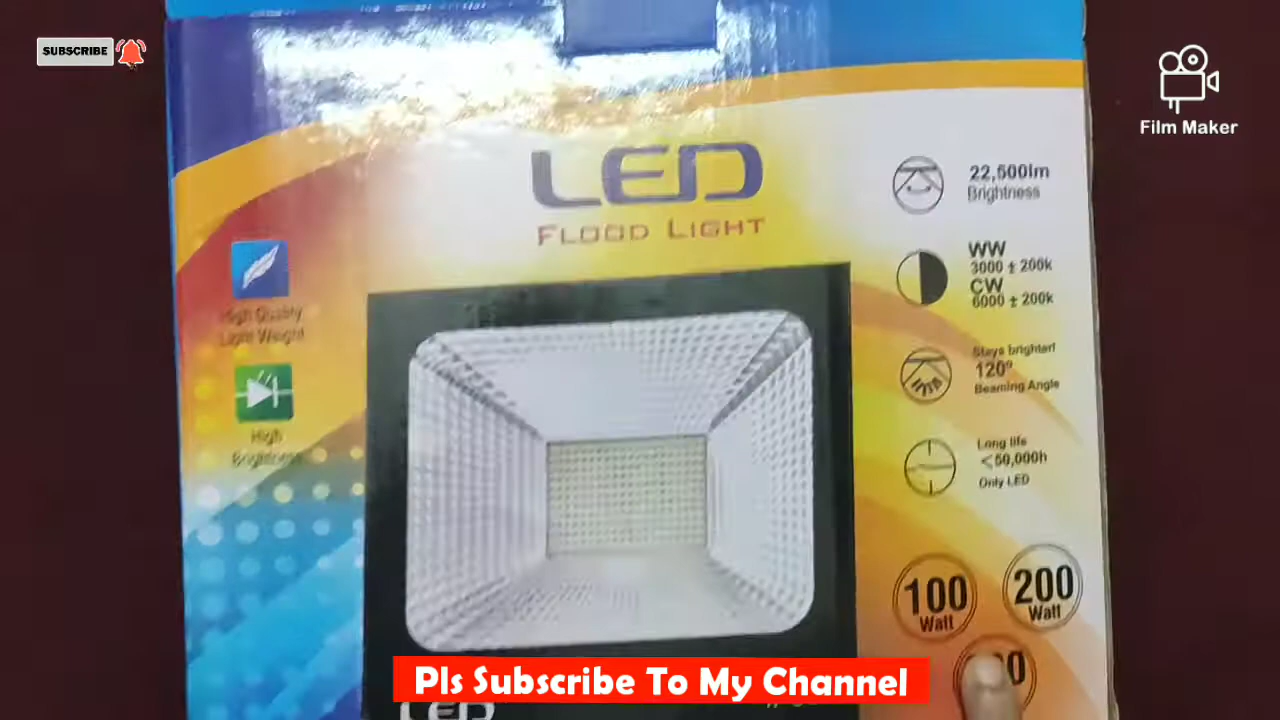 SUBSCRIBE
Film Maker
LED
FLOOD LIGHT
22,500lm
Brightness
WW
3000 ± 200k
CW
6000 ± 200k
High Quality
Light Weight
Stays brighter!
120°
Beaming Angle
High
Brightness
Long life
<50,000h
Only LED
100
Watt
200
Watt
Pls Subscribe To My Channel
LED